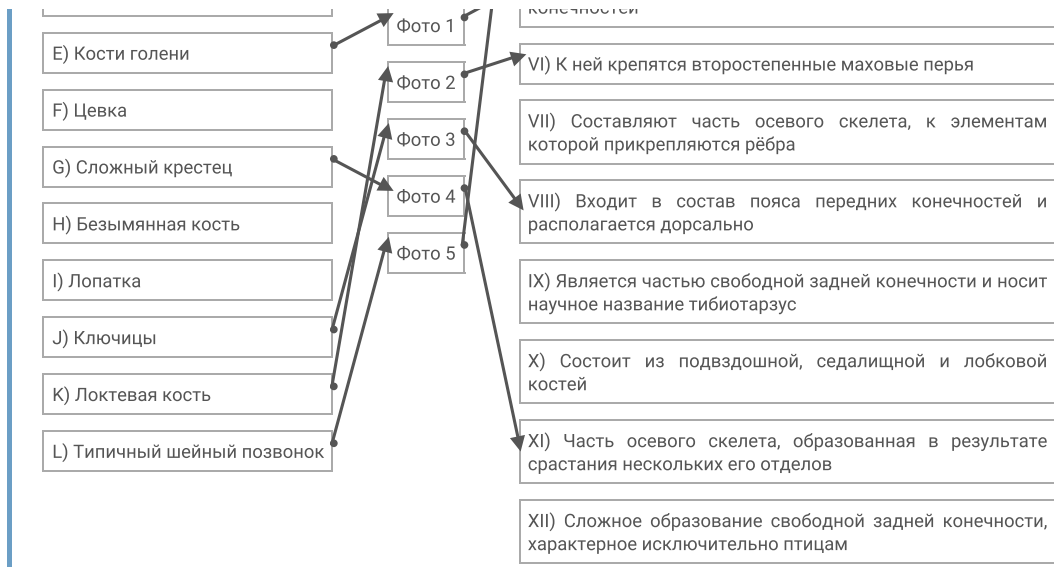 конечностей
E) Кости голени
F) Цевка
G) Сложный крестец
H) Безымянная кость
I) Лопатка
J) Ключицы
K) Локтевая кость
L) Типичный шейный позвонок
Фото 1
Фото 2
Фото 3
Фото 4
Фото 5
VI) К ней крепятся второстепенные маховые перья
VII) Составляют часть осевого скелета, к элементам
которой прикрепляются рёбра
VIII) Входит в состав пояса передних конечностей и
располагается дорсально
IX) Является частью свободной задней конечности и носит
научное название тибиотарзус
X) Состоит из подвздошной, седалищной и лобковой
костей
XI) Часть осевого скелета, образованная в результате
срастания нескольких его отделов
XII) Сложное образование свободной задней конечности,
характерное исключительно птицам